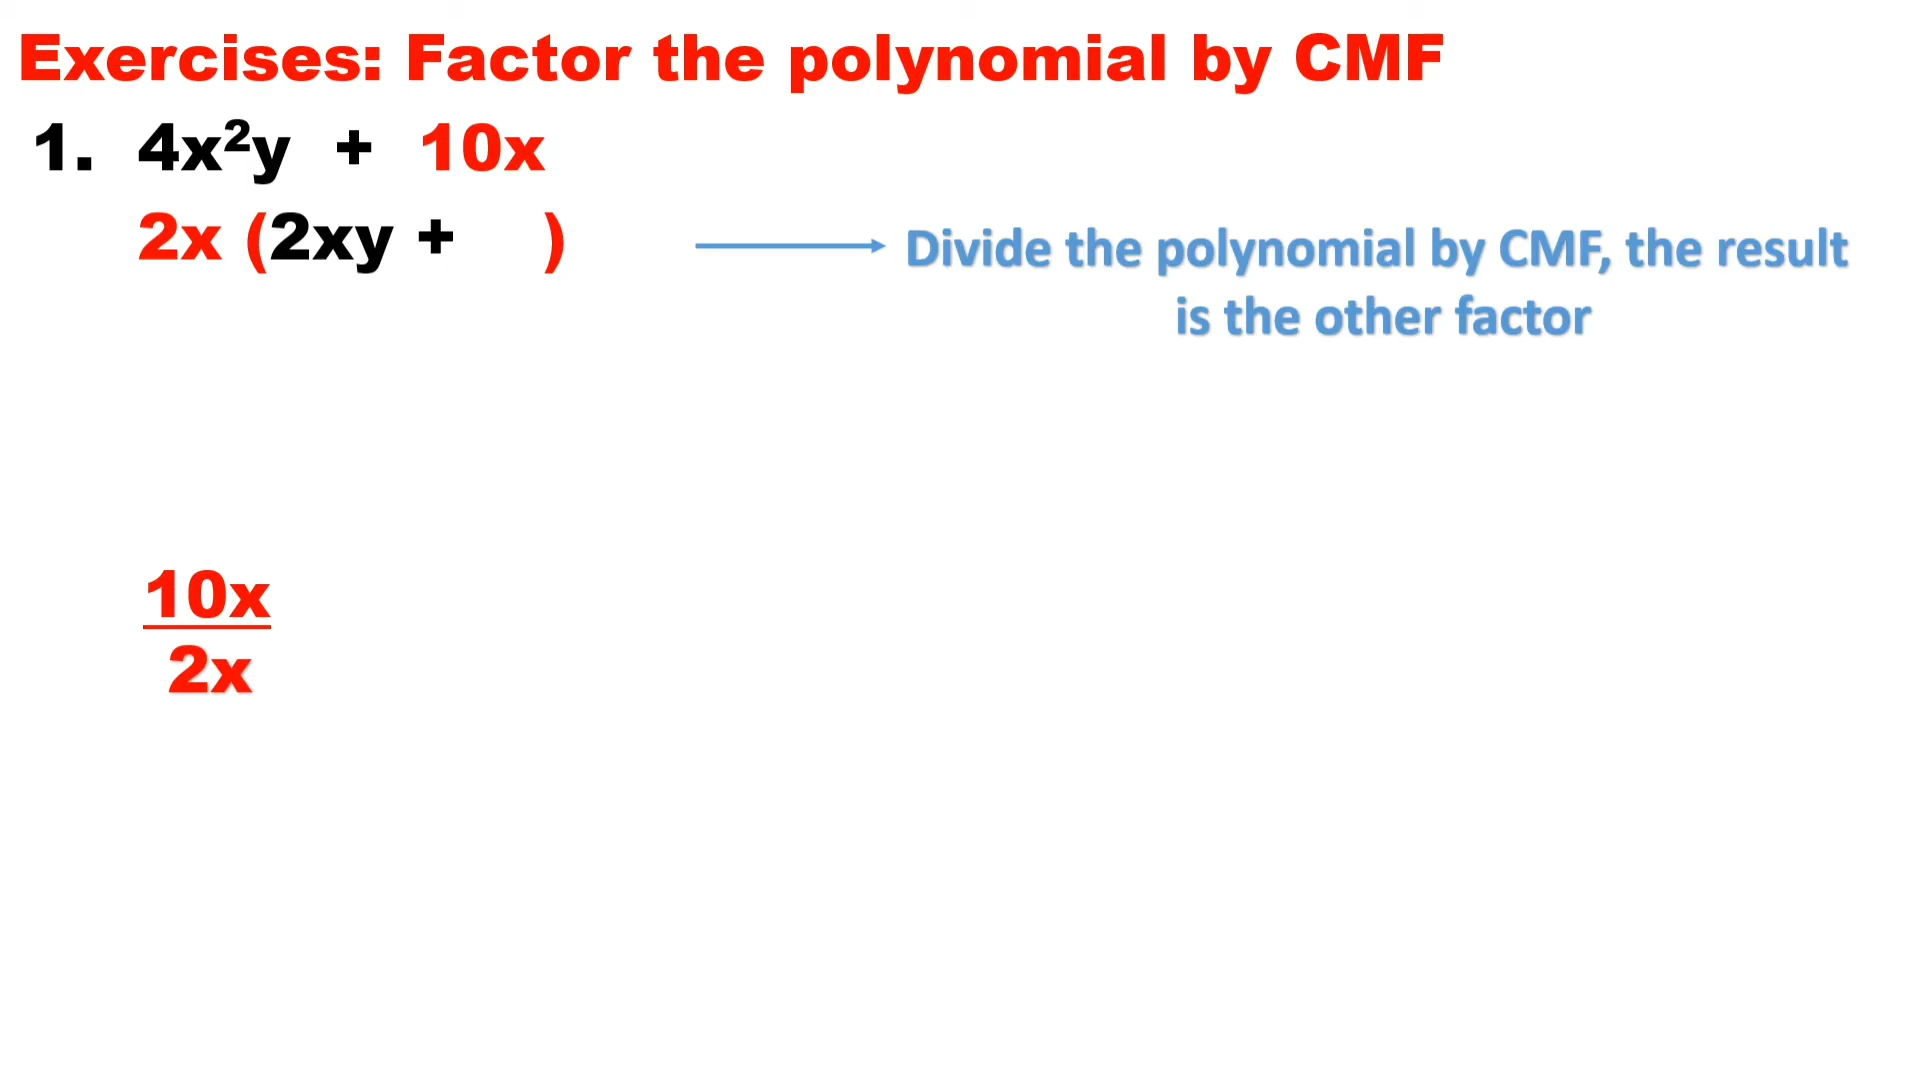 Exercises: Factor the polynomial by CMF
1. 4x²y + 10x
2x (2xy + )
Divide the polynomial by CMF, the result
is the other factor
10x
2x